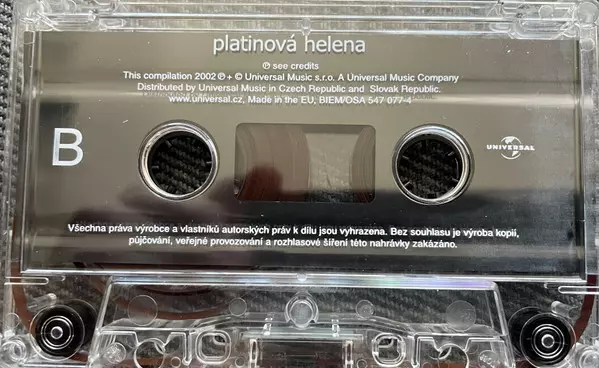 platinová helena
℗ see credits
This compilation 2002 ℗ + © Universal Music s.r.o. A Universal Music Company
Distributed by Universal Music in Czech Republic and Slovak Republic.
www.universal.cz, Made in the EU, BIEM/OSA 547 077-4
B
UNIVERSAL
Všechna práva výrobce a vlastníků autorských práv k dílu jsou vyhrazena. Bez souhlasu je výroba kopií,
půjčování, veřejné provozování a rozhlasové šíření této nahrávky zakázáno.